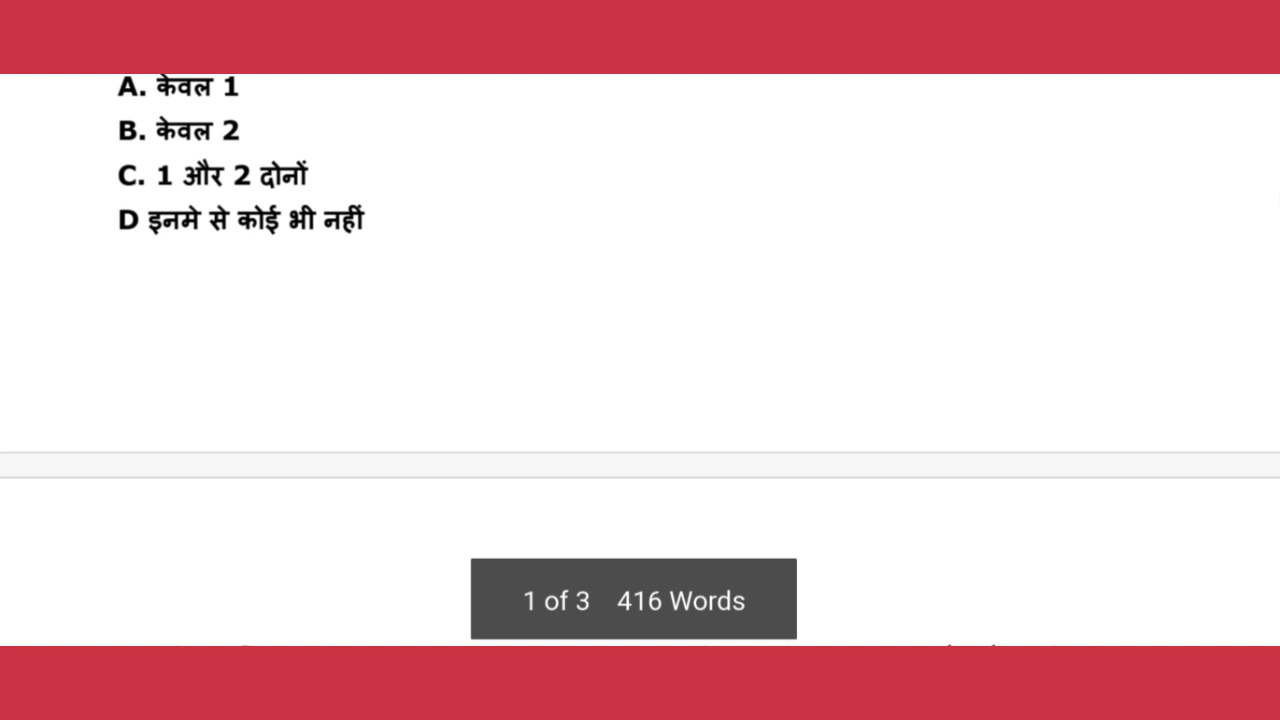 A. केवल 1
B. केवल 2
C. 1 और 2 दोनों
D इनमे से कोई भी नहीं
1 of 3 416 Words